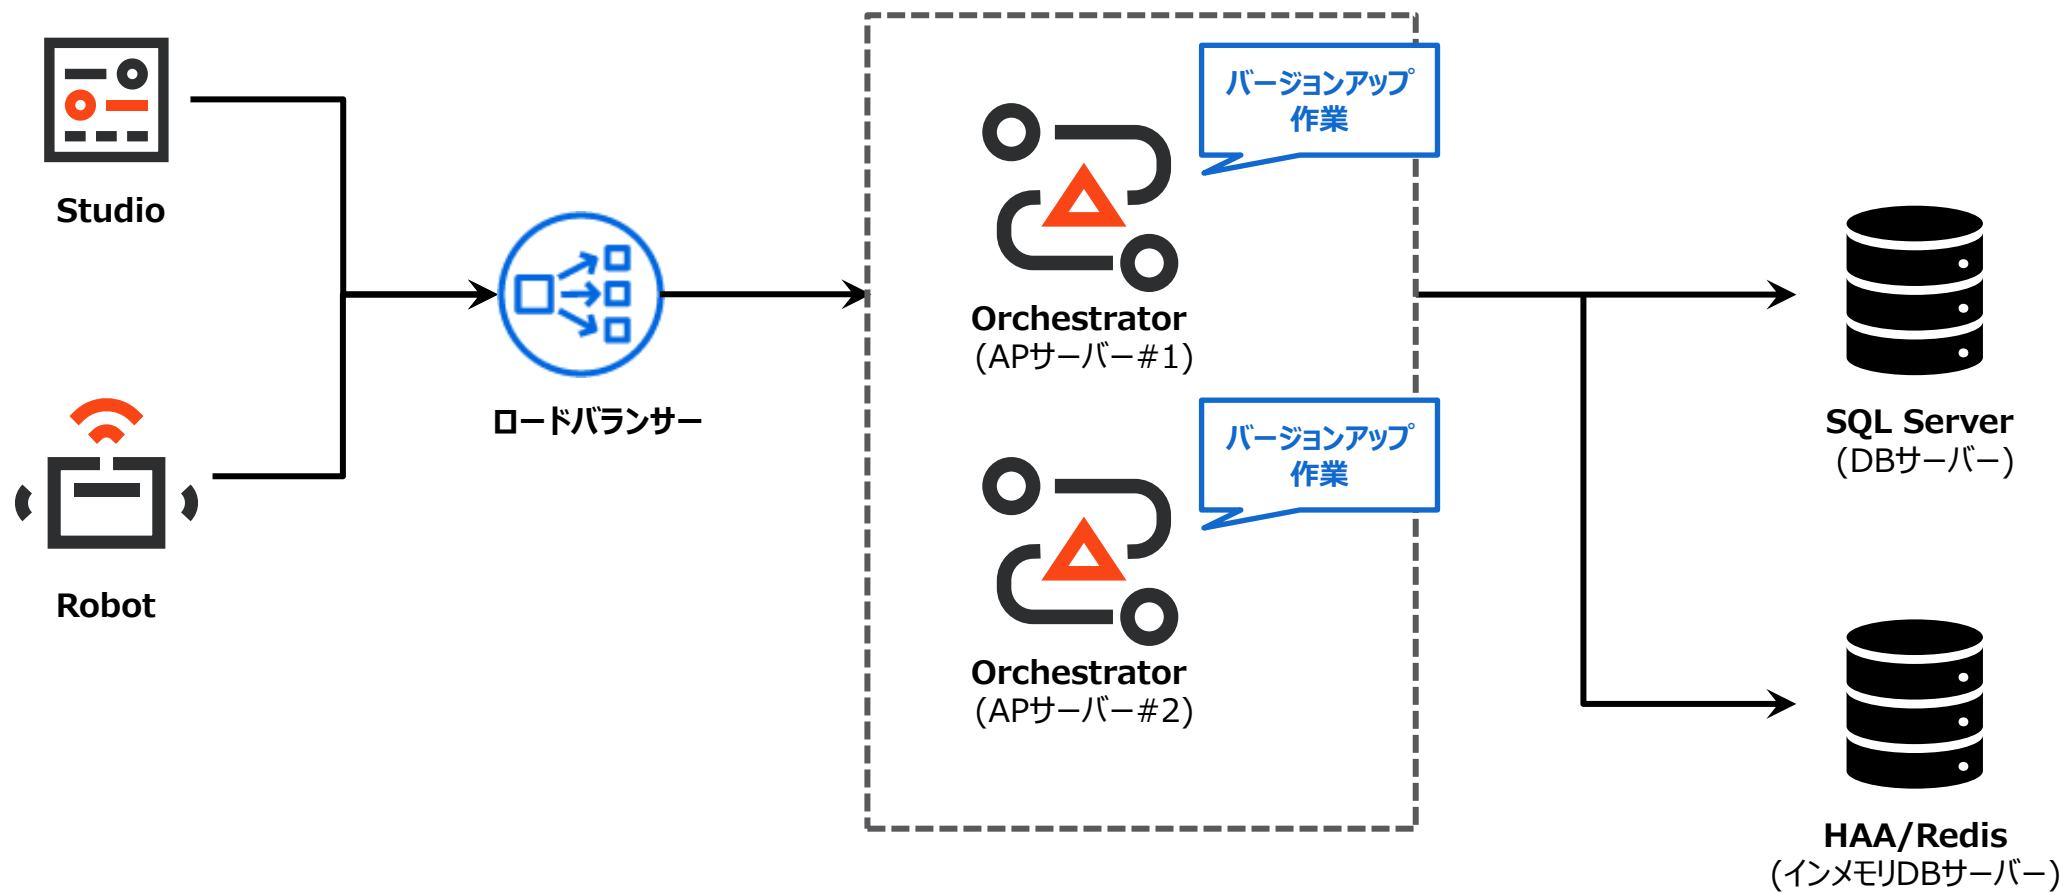 Studio
Robot
ロードバランサー
バージョンアップ
作業
Orchestrator
(APサーバー#1)
バージョンアップ
作業
Orchestrator
(APサーバー#2)
SQL Server
(DBサーバー)
HAA/Redis
(インメモリDBサーバー)